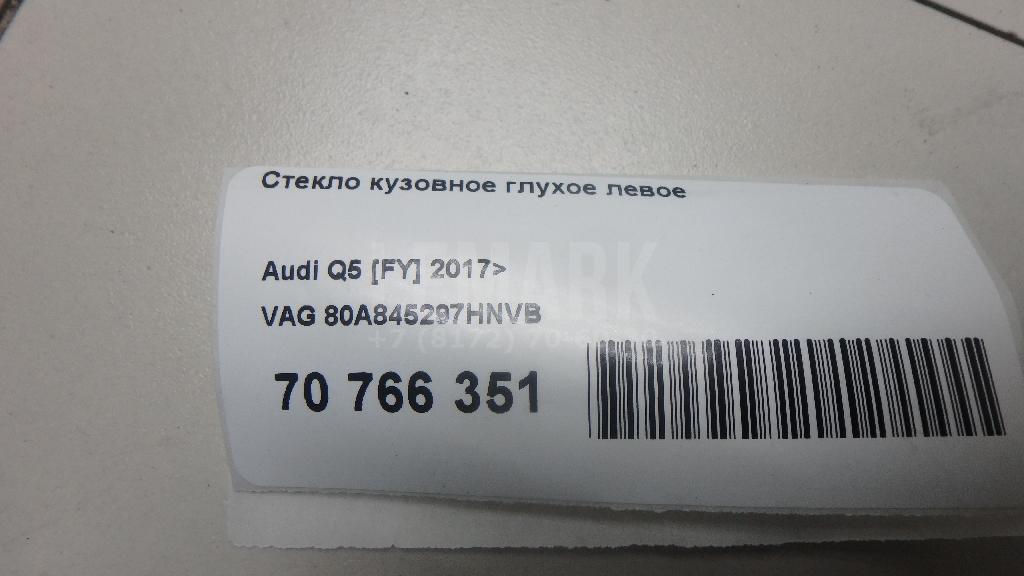 Стекло кузовное глухое левое
Audi Q5 [FY] 2017>
VAG 80A845297HNVB
70 766 351